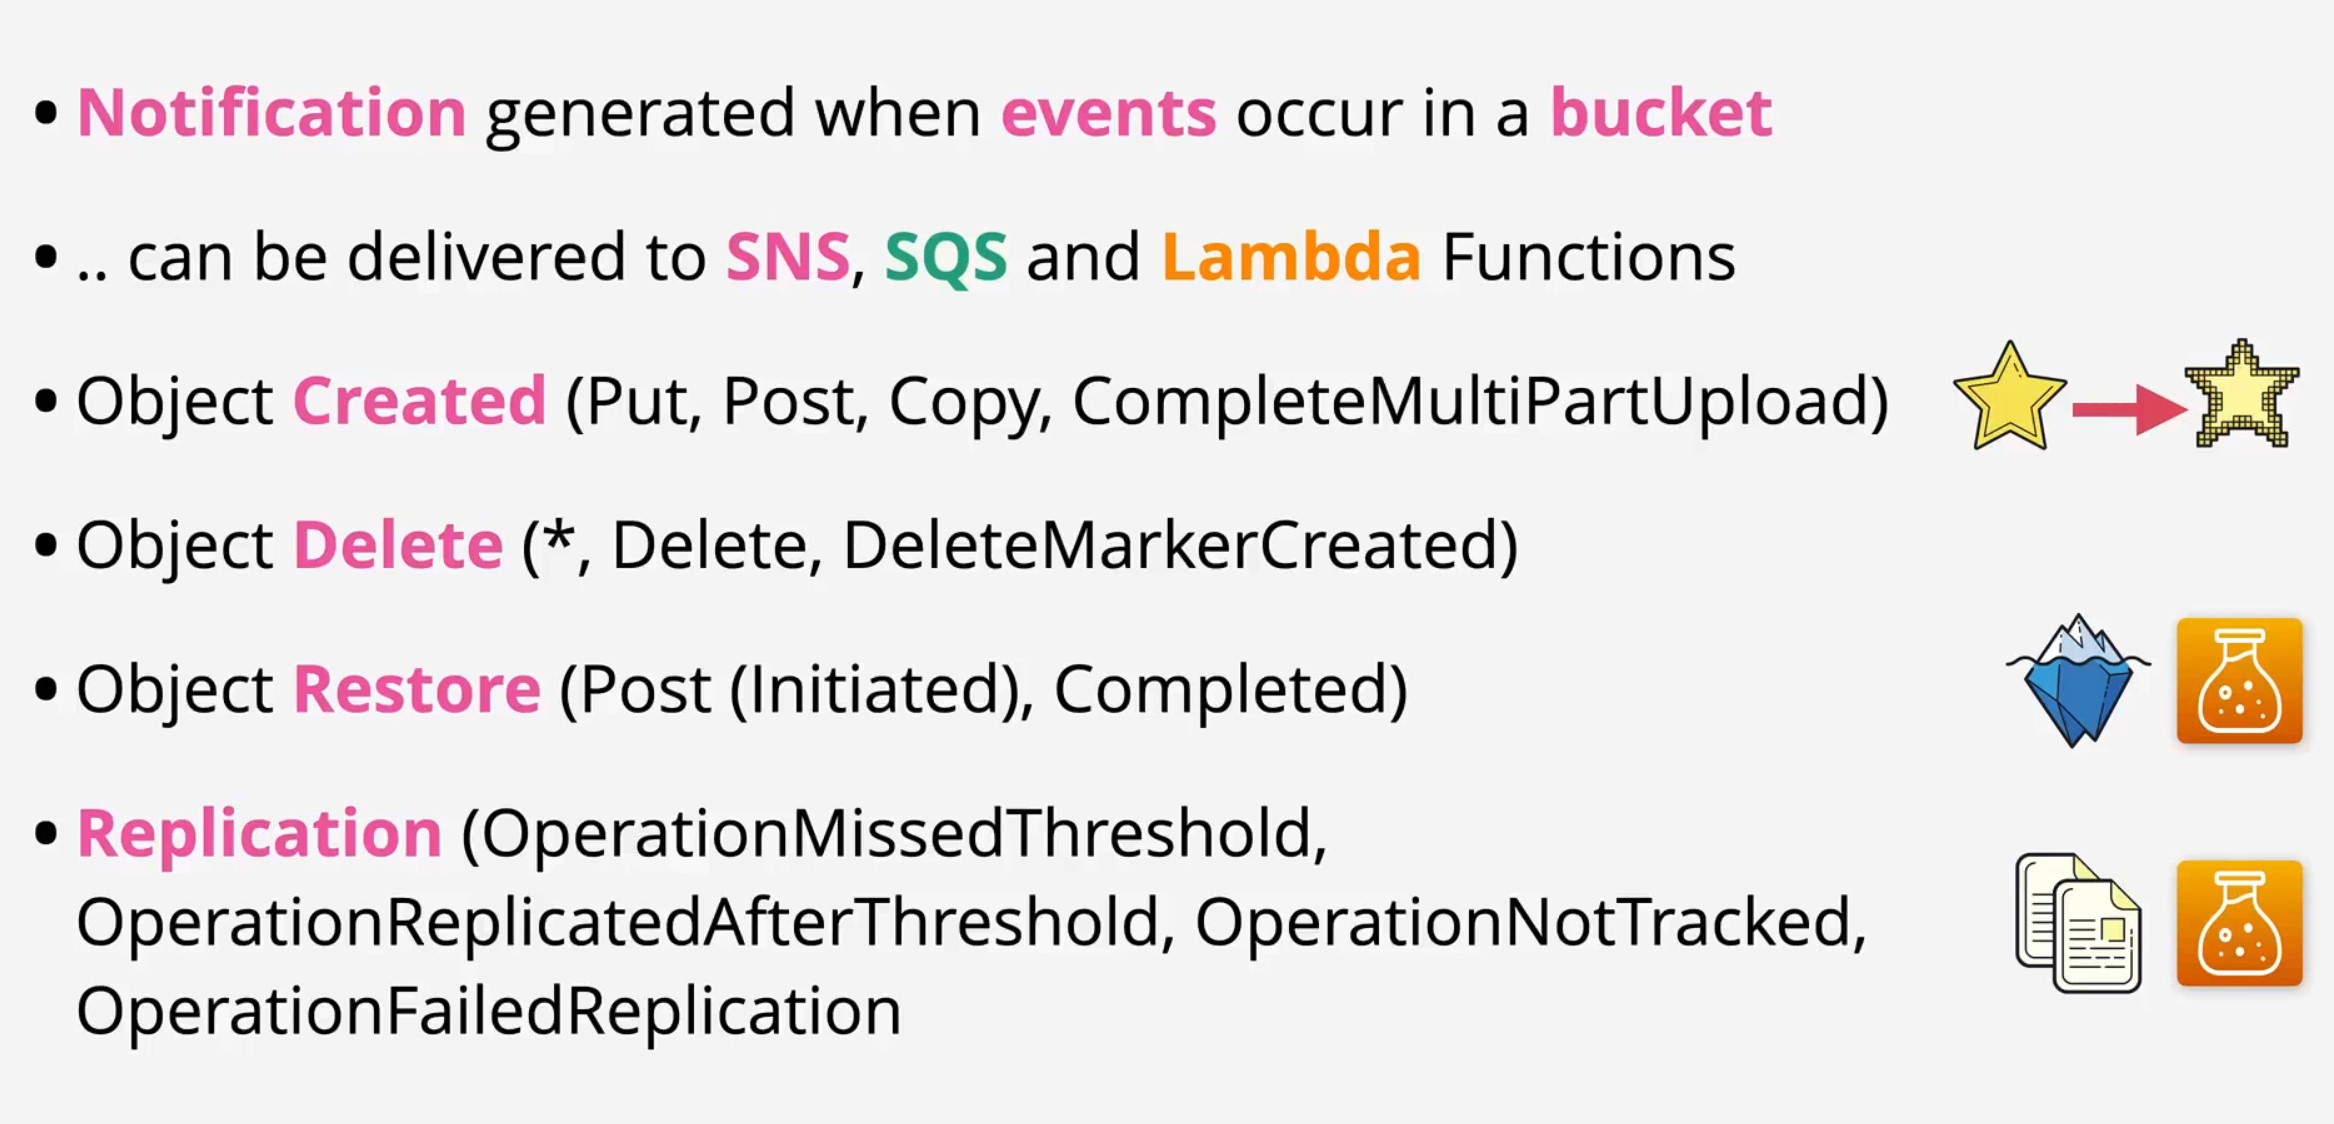 • Notification generated when events occur in a bucket
• .. can be delivered to SNS, SQS and Lambda Functions
• Object Created (Put, Post, Copy, CompleteMultiPartUpload)
• Object Delete (*, Delete, DeleteMarkerCreated)
• Object Restore (Post (Initiated), Completed)
• Replication (OperationMissedThreshold,
OperationReplicatedAfterThreshold, OperationNotTracked,
OperationFailedReplication